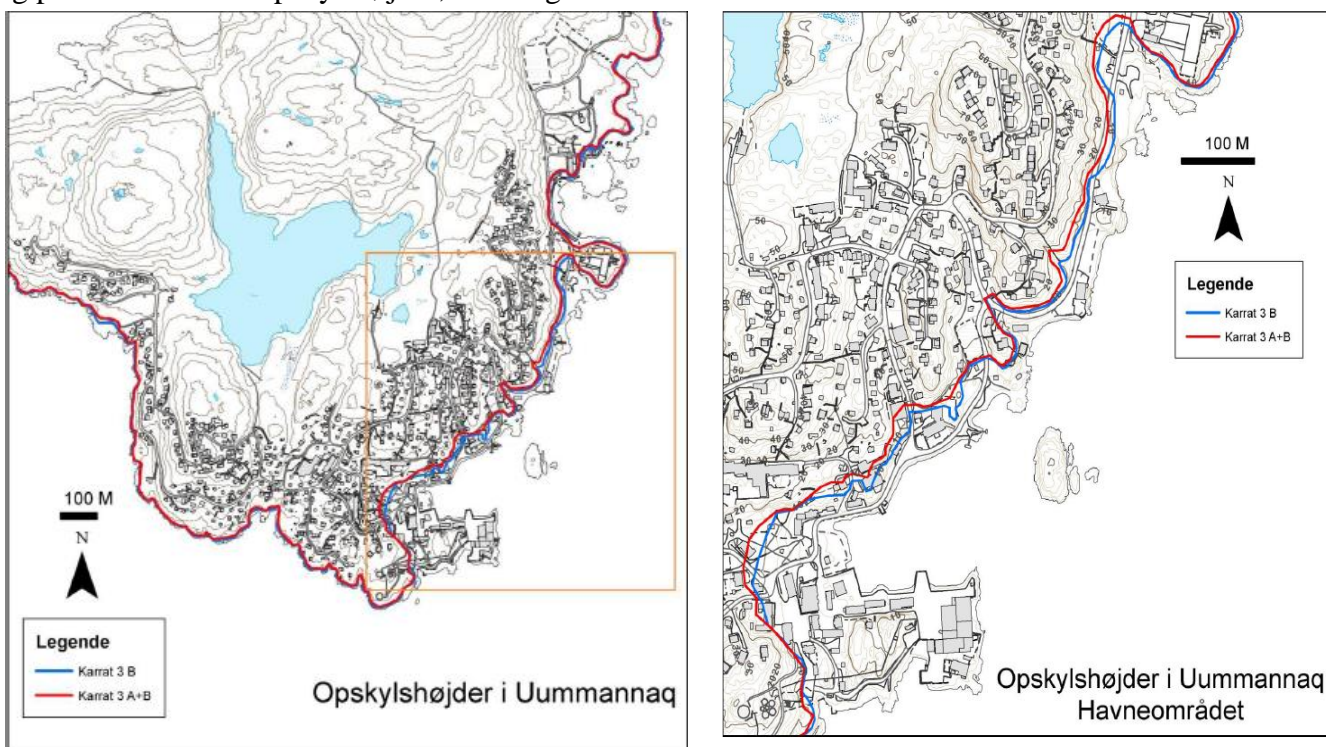 100 M
N
Legende
Karrat 3 B
Karrat 3 A+B
Opskylshøjder i Uummannaq
100 M
N
Legende
Karrat 3 B
Karrat 3 A+B
Opskylshøjder i Uummannaq
Havneområdet